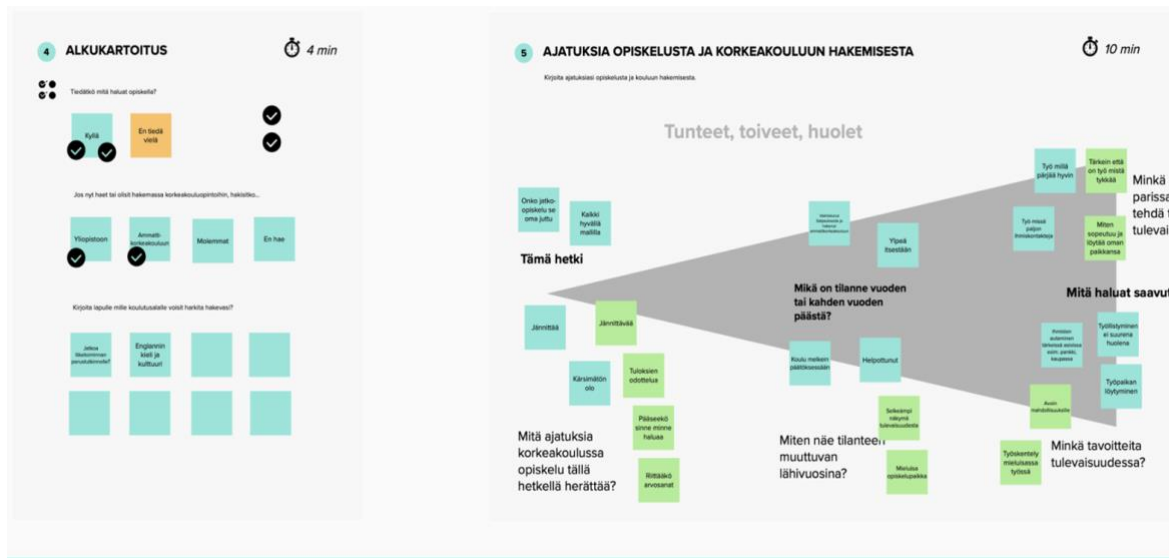 4 ALKUKARTOITUS
4 min
Tiedätkö mitä haluat opiskella?
Kyllä
En tiedä
vielä
Jos nyt haet tai olisit hakemassa korkeakouluopintoihin, hakisitko...
Yliopistoon
Ammatti-
korkeakouluun
Molemmat
En hae
Kirjoita lapulle mille koulutusalalle voisit harkita hakevasi?
Englannin
kieli ja
kulttuuri
5 AJATUKSIA OPISKELUSTA JA KORKEAKOULUUN HAKEMISESTA
10 min
Kirjoita ajatuksiasi opiskelusta ja kouluun hakemisesta.
Tunteet, toiveet, huolet
Onko jatko-
opiskelu se
oma juttu
Kaikki
hyvällä
mallilla
Tämä hetki
Jännittää
Jännittävää
Kärsimätön
olo
Tuloksien
odottelua
Pääseekö
sinne minne
haluaa
Riittääkö
arvosanat
Mitä ajatuksia
korkeakoulussa
opiskelu tällä
hetkellä herättää?
Ylpeä
itsestään
Mikä on tilanne vuoden
tai kahden vuoden
päästä?
Koulu melkein
päätöksessään
Helpottunut
Selkeämpi
näkymä
tulevaisuudesta
Mieluisa
opiskelupaikka
Miten näe tilanteen
muuttuvan
lähivuosina?
Työ millä
pärjää hyvin
Tärkein että
on työ mistä
tykkää
Työ missä
paljon
ihmiskontakteja
Miten
sopeutuu ja
löytää oman
paikkansa
Minkä
parissa
tehdä t
tulevai
Mitä haluat saavut
Työllistyminen
ei suurena
huolena
Työpaikan
löytyminen
Avoin
mahdollisuuksille
Työskentely
mieluisassa
työssä
Minkä tavoitteita
tulevaisuudessa?